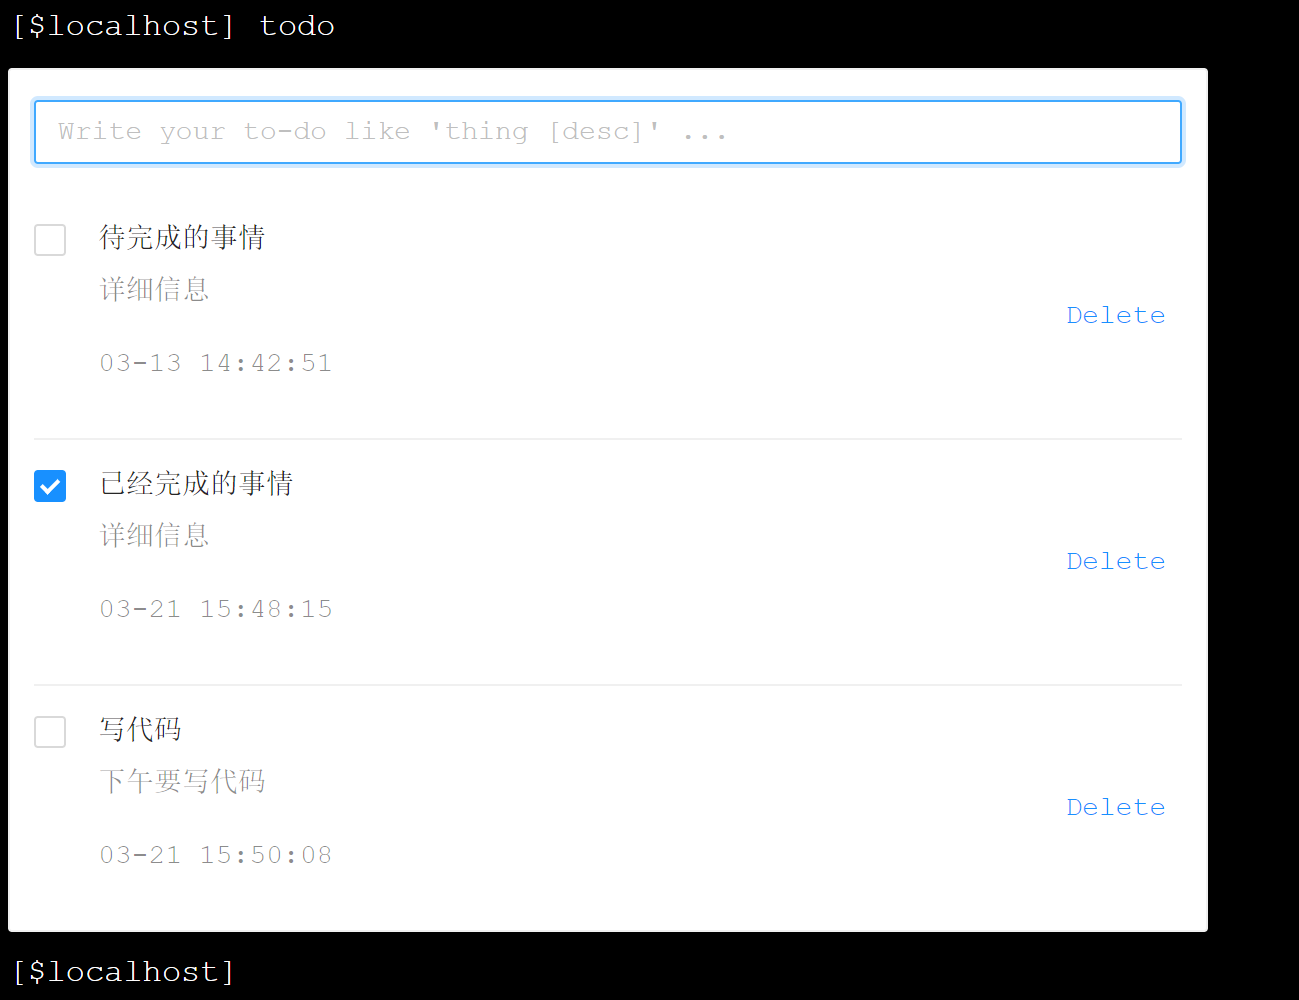 [$localhost] todo
Write your to-do like 'thing [desc]' ...
待完成的事情
详细信息
Delete
03-13 14:42:51
已经完成的事情
详细信息
Delete
03-21 15:48:15
写代码
下午要写代码
Delete
03-21 15:50:08
[$localhost]